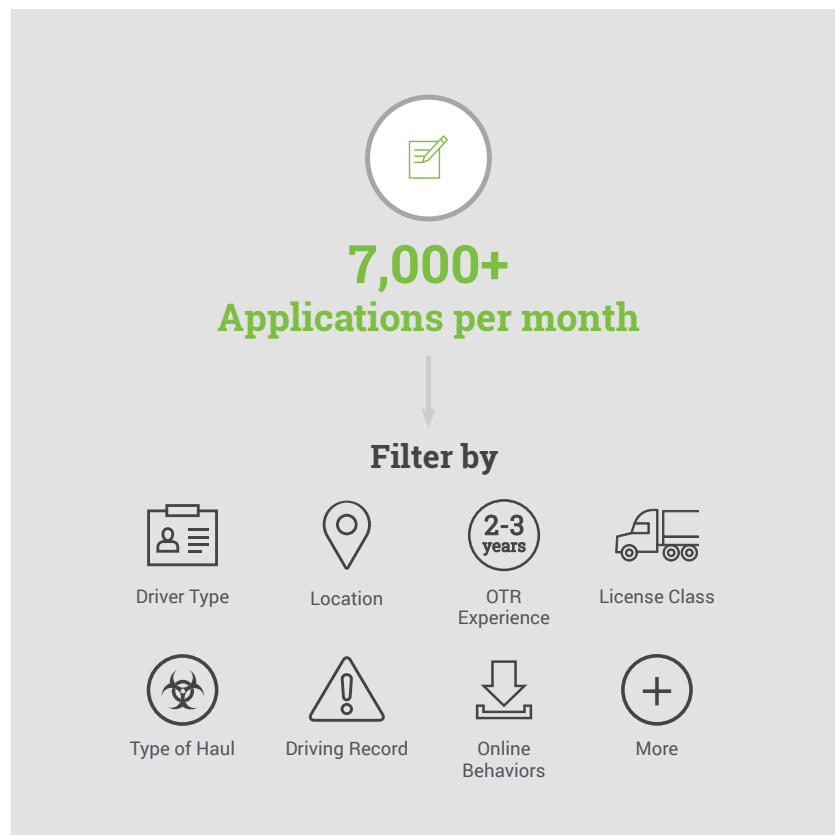 7,000+
Applications per month
Filter by
2-3
years
Driver Type
Location
OTR
Experience
License Class
Type of Haul
Driving Record
Online
Behaviors
More